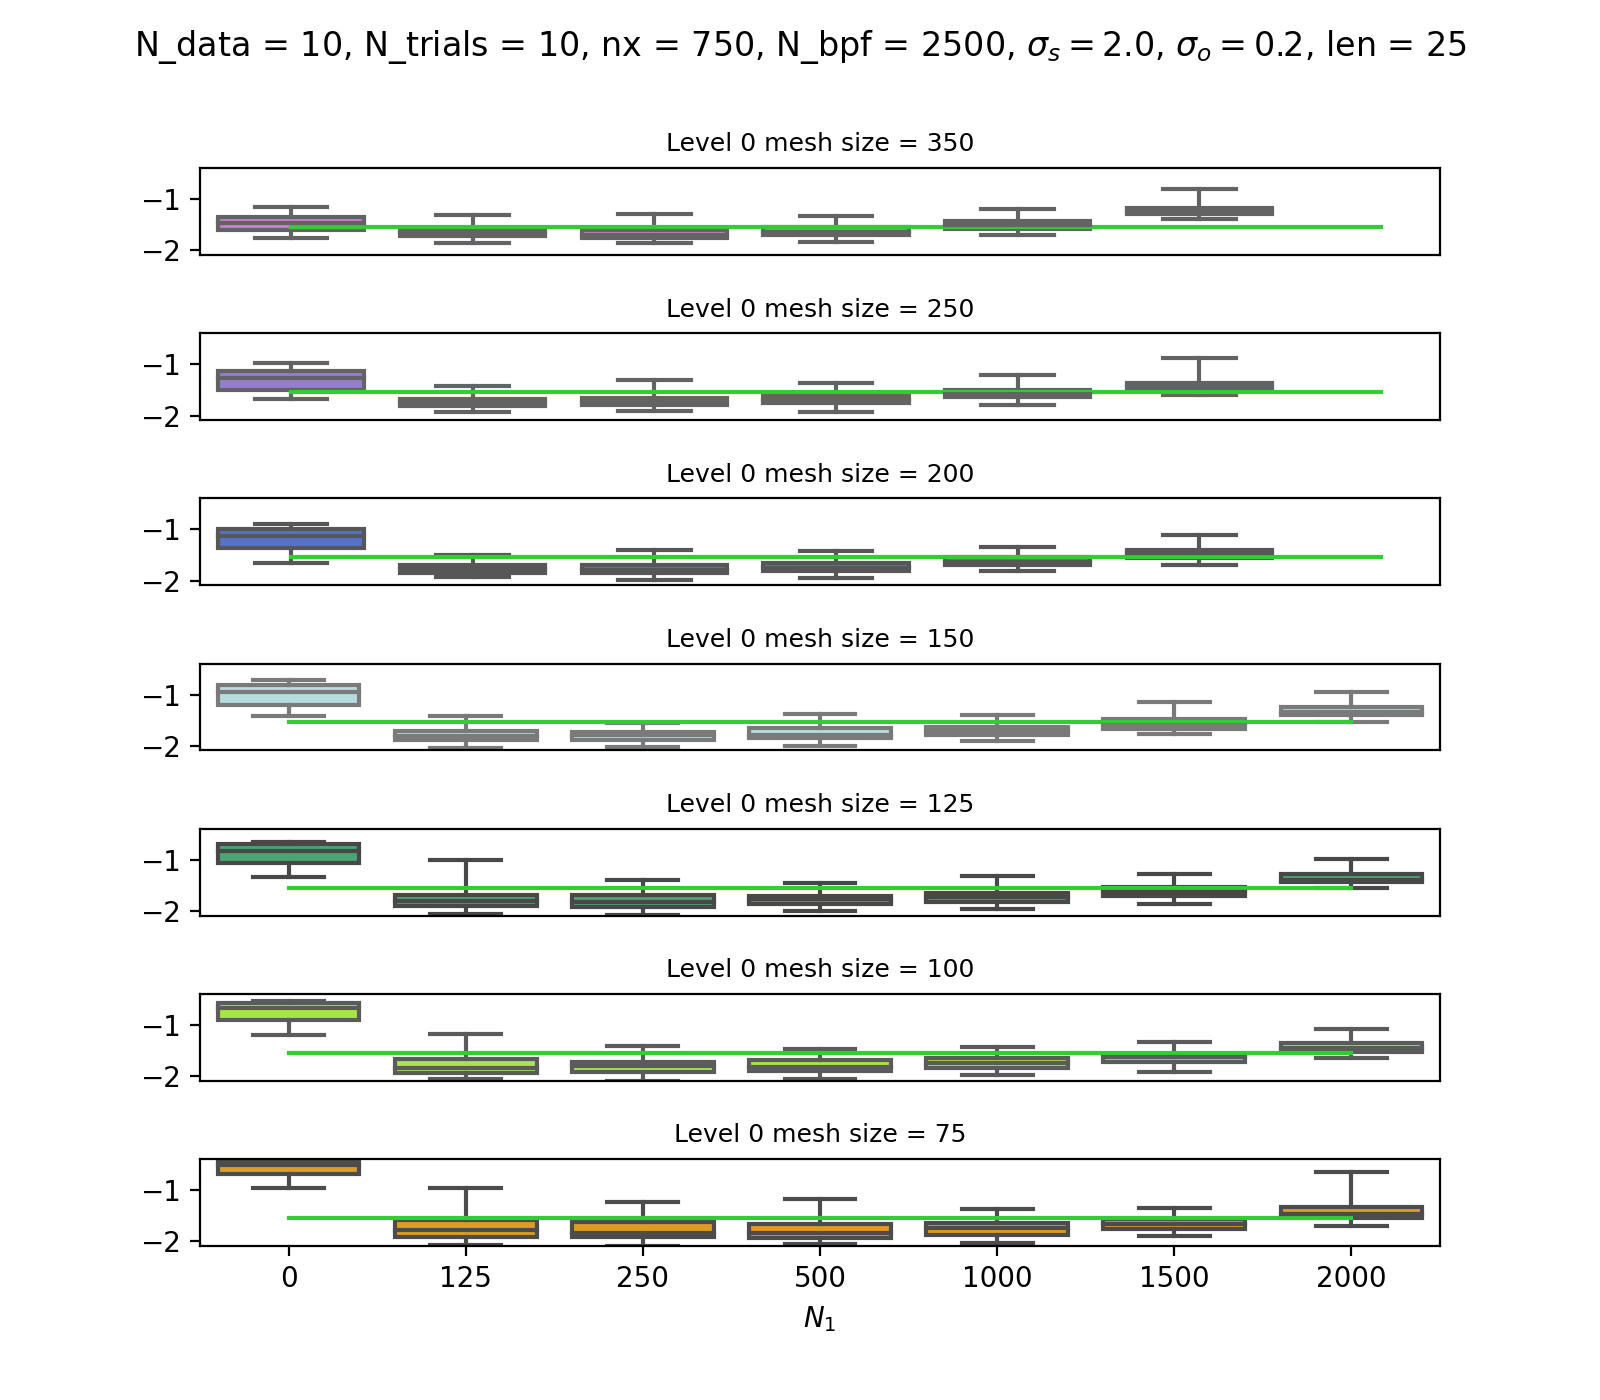 N_data = 10, N_trials = 10, nx = 750, N_bpf = 2500, σₛ = 2.0, σₒ = 0.2, len = 25
Level 0 mesh size = 350
−1
−2
Level 0 mesh size = 250
−1
−2
Level 0 mesh size = 200
−1
−2
Level 0 mesh size = 150
−1
−2
Level 0 mesh size = 125
−1
−2
Level 0 mesh size = 100
−1
−2
Level 0 mesh size = 75
−1
−2
0 125 250 500 1000 1500 2000
N₁